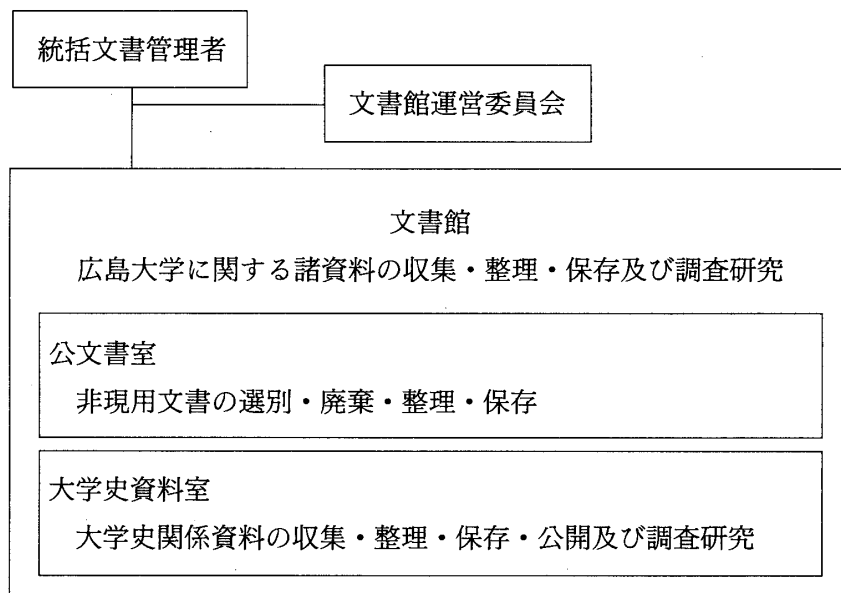 統括文書管理者
文書館運営委員会
文書館
広島大学に関する諸資料の収集・整理・保存及び調査研究
公文書室
非現用文書の選別・廃棄・整理・保存
大学史資料室
大学史関係資料の収集・整理・保存・公開及び調査研究